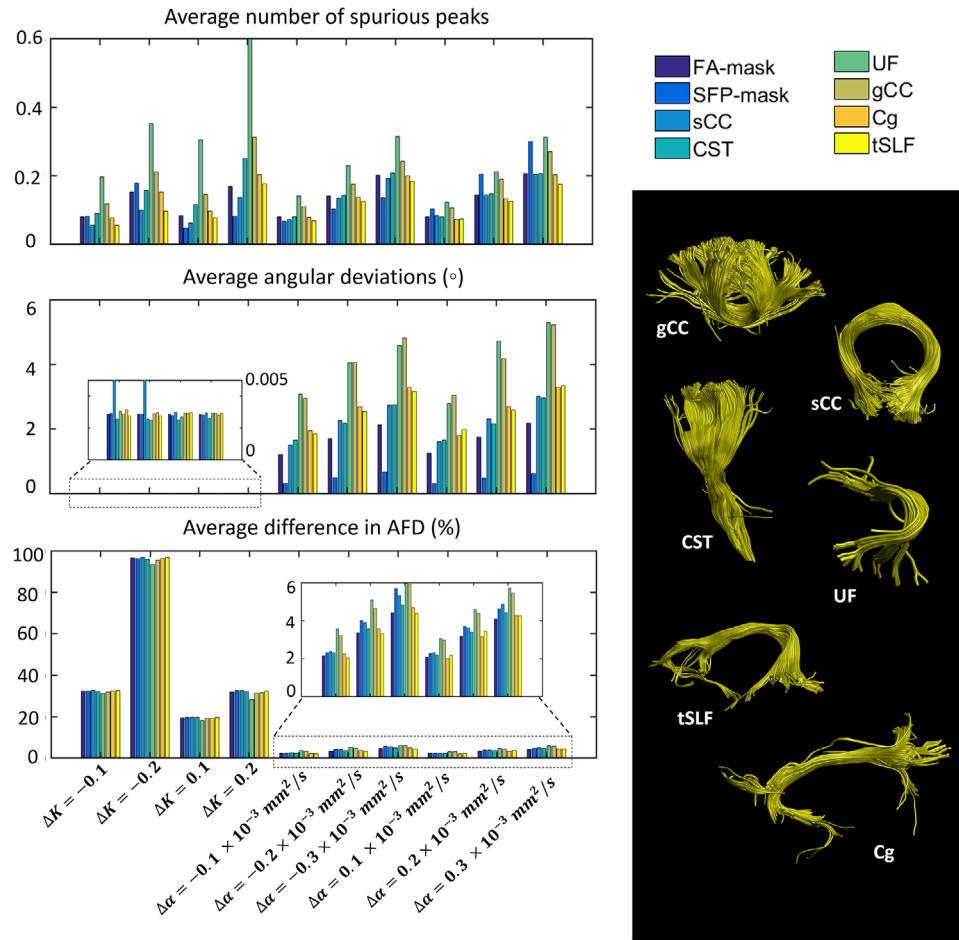 Average number of spurious peaks
0.6
0.4
0.2
0
FA-mask
SFP-mask
sCC
CST
UF
gCC
Cg
tSLF
Average angular deviations (○)
6
4
2
0
0.005
0
Average difference in AFD (%)
100
80
60
40
20
0
6
4
2
0
ΔK = −0.1
ΔK = −0.2
ΔK = 0.1
ΔK = 0.2
Δα = −0.1 × 10⁻³ mm²/s
Δα = −0.2 × 10⁻³ mm²/s
Δα = −0.3 × 10⁻³ mm²/s
Δα = 0.1 × 10⁻³ mm²/s
Δα = 0.2 × 10⁻³ mm²/s
Δα = 0.3 × 10⁻³ mm²/s
gCC
sCC
CST
UF
tSLF
Cg